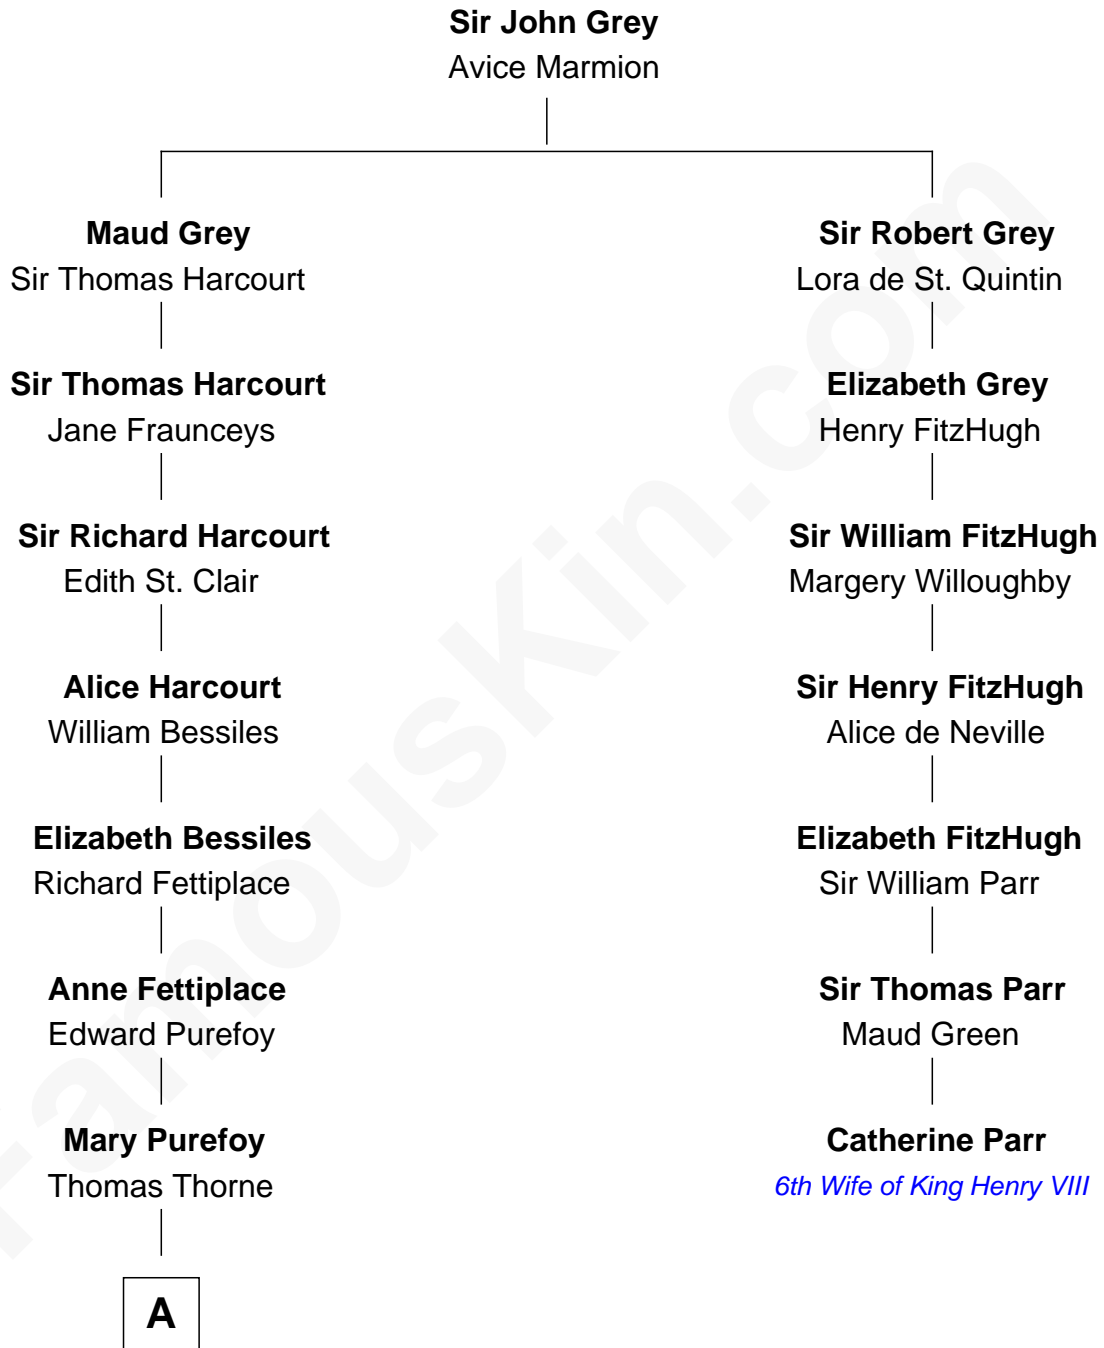 Sir John Grey
Avice Marmion
Maud Grey
Sir Thomas Harcourt
Sir Robert Grey
Lora de St. Quintin
Sir Thomas Harcourt
Jane Fraunceys
Elizabeth Grey
Henry FitzHugh
Sir Richard Harcourt
Edith St. Clair
Sir William FitzHugh
Margery Willoughby
Alice Harcourt
William Bessiles
Sir Henry FitzHugh
Alice de Neville
Elizabeth Bessiles
Richard Fettiplace
Elizabeth FitzHugh
Sir William Parr
Anne Fettiplace
Edward Purefoy
Sir Thomas Parr
Maud Green
Mary Purefoy
Thomas Thorne
Catherine Parr
6th Wife of King Henry VIII
A
FamousKin.com